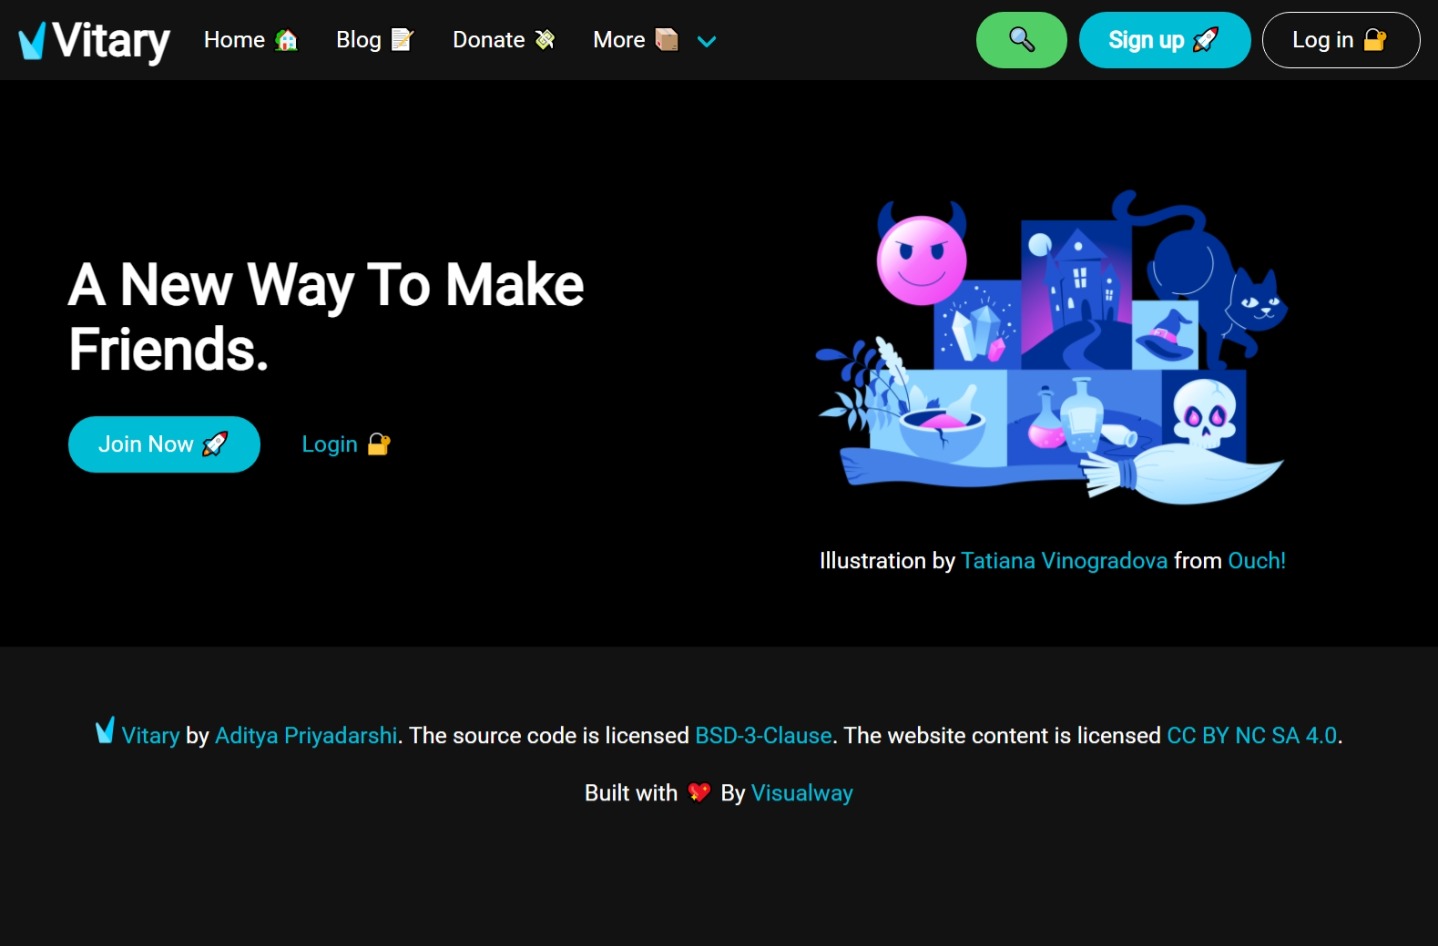 Vitary Home Blog Donate More Sign up Log in
A New Way To Make
Friends.
Join Now Login
Illustration by Tatiana Vinogradova from Ouch!
Vitary by Aditya Priyadarshi. The source code is licensed BSD-3-Clause. The website content is licensed CC BY NC SA 4.0.
Built with 💖 By Visualway